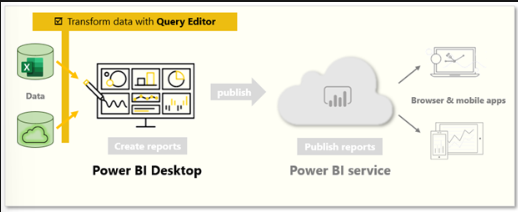 Transform data with Query Editor
Data
publish
Browser & mobile apps
Create reports
Publish reports
Power BI Desktop
Power BI service